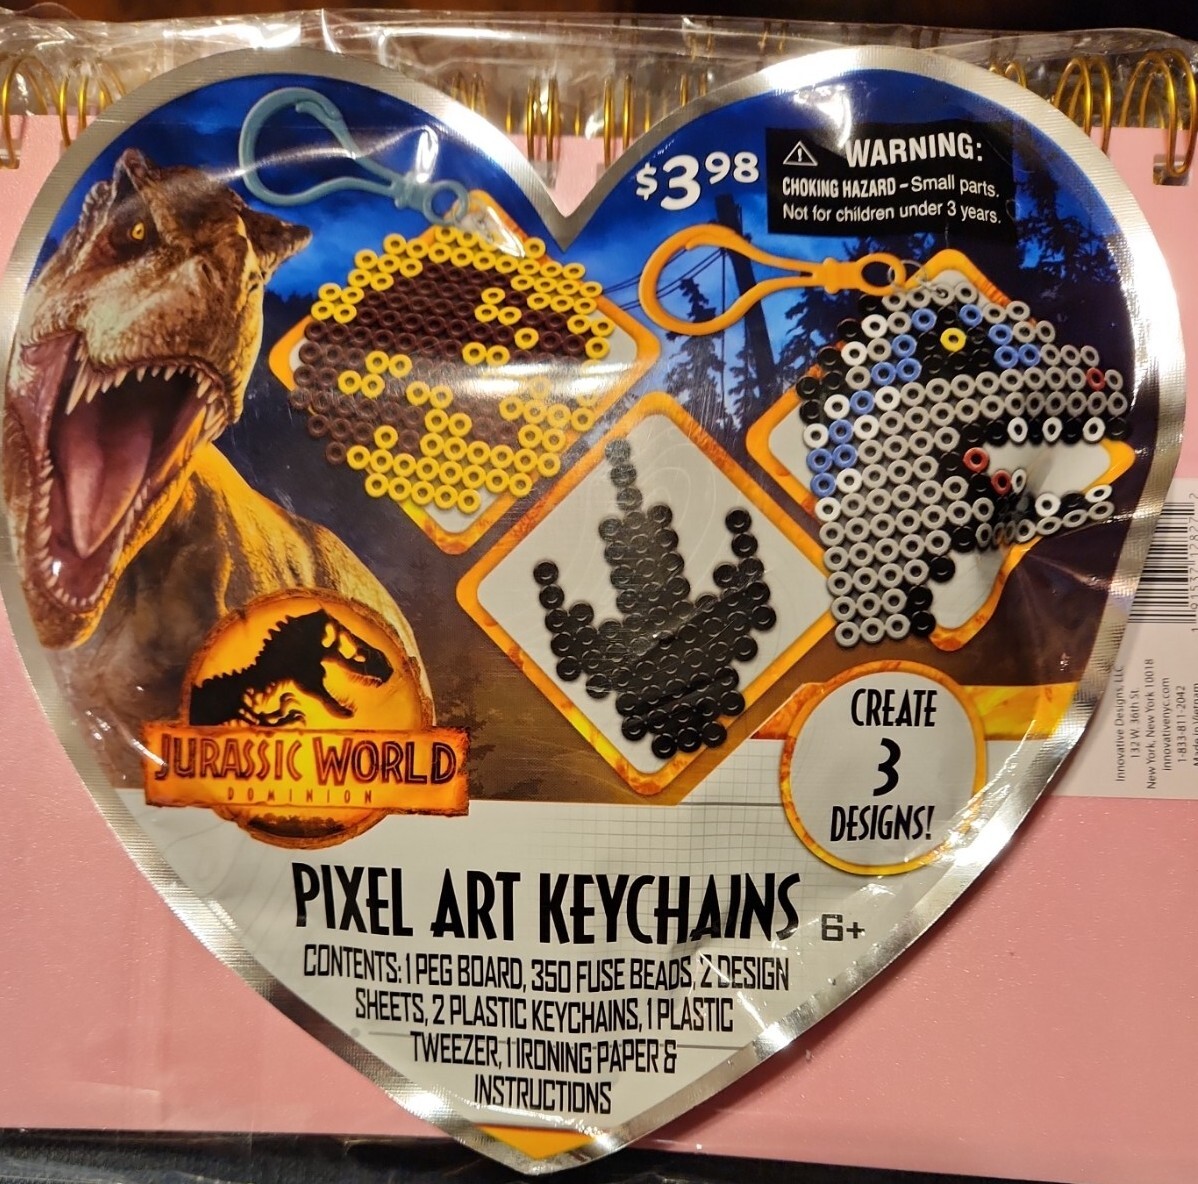 $3.98
WARNING:
CHOKING HAZARD – Small parts.
Not for children under 3 years.
JURASSIC WORLD
DOMINION
CREATE
3
DESIGNS!
PIXEL ART KEYCHAINS 6+
CONTENTS: 1 PEG BOARD, 350 FUSE BEADS, 2 DESIGN
SHEETS, 2 PLASTIC KEYCHAINS, 1 PLASTIC
TWEEZER, 1 IRONING PAPER &
INSTRUCTIONS
Innovative Designs, LLC
132 W. 36th St.
New York, New York 10018
innovativenyc.com
1-833-811-2042